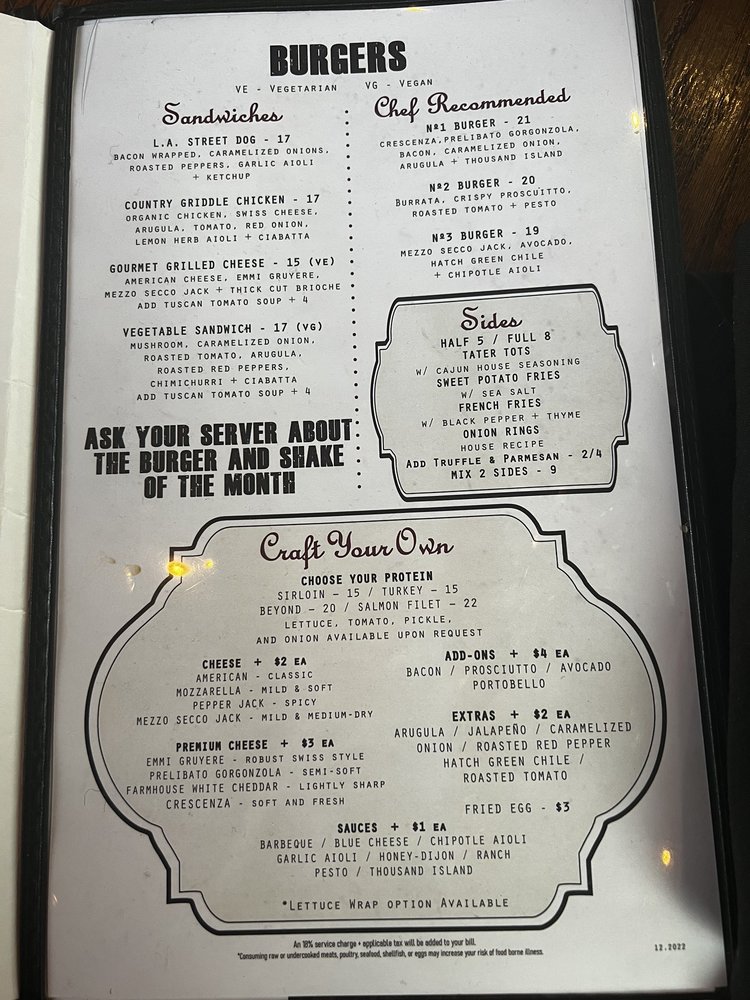 BURGERS
VE - Vegetarian VG - Vegan
Sandwiches
L.A. STREET DOG - 17
BACON WRAPPED, CARAMELIZED ONIONS,
ROASTED PEPPERS, GARLIC AIOLI
+ KETCHUP
COUNTRY GRIDDLE CHICKEN - 17
ORGANIC CHICKEN, SWISS CHEESE,
ARUGULA, TOMATO, RED ONION,
LEMON HERB AIOLI + CIABATTA
GOURMET GRILLED CHEESE - 15 (VE)
AMERICAN CHEESE, EMMI GRUYERE,
MEZZO SECCO JACK + THICK CUT BRIOCHE
ADD TUSCAN TOMATO SOUP + 4
VEGETABLE SANDWICH - 17 (VG)
MUSHROOM, CARAMELIZED ONION,
ROASTED TOMATO, ARUGULA,
ROASTED RED PEPPERS,
CHIMICHURRI + CIABATTA
ADD TUSCAN TOMATO SOUP + 4
ASK YOUR SERVER ABOUT
THE BURGER AND SHAKE
OF THE MONTH
Chef Recommended
Nº1 BURGER - 21
CRESCENZA, PRELIBATO GORGONZOLA,
BACON, CARAMELIZED ONION,
ARUGULA + THOUSAND ISLAND
Nº2 BURGER - 20
BURRATA, CRISPY PROSCUITTO,
ROASTED TOMATO + PESTO
Nº3 BURGER - 19
MEZZO SECCO JACK, AVOCADO,
HATCH GREEN CHILE
+ CHIPOTLE AIOLI
Sides
HALF 5 / FULL 8
TATER TOTS
W/ CAJUN HOUSE SEASONING
SWEET POTATO FRIES
W/ SEA SALT
FRENCH FRIES
W/ BLACK PEPPER + THYME
ONION RINGS
HOUSE RECIPE
ADD TRUFFLE & PARMESAN - 2/4
MIX 2 SIDES - 9
Craft Your Own
CHOOSE YOUR PROTEIN
SIRLOIN - 15 / TURKEY - 15
BEYOND - 20 / SALMON FILET - 22
LETTUCE, TOMATO, PICKLE,
AND ONION AVAILABLE UPON REQUEST
CHEESE + $2 EA
AMERICAN - CLASSIC
MOZZARELLA - MILD & SOFT
PEPPER JACK - SPICY
MEZZO SECCO JACK - MILD & MEDIUM-DRY
PREMIUM CHEESE + $3 EA
EMMI GRUYERE - ROBUST SWISS STYLE
PRELIBATO GORGONZOLA - SEMI-SOFT
FARMHOUSE WHITE CHEDDAR - LIGHTLY SHARP
CRESCENZA - SOFT AND FRESH
ADD-ONS + $4 EA
BACON / PROSCIUTTO / AVOCADO
PORTOBELLO
EXTRAS + $2 EA
ARUGULA / JALAPEÑO / CARAMELIZED
ONION / ROASTED RED PEPPER
HATCH GREEN CHILE /
ROASTED TOMATO
FRIED EGG - $3
SAUCES + $1 EA
BARBEQUE / BLUE CHEESE / CHIPOTLE AIOLI
GARLIC AIOLI / HONEY-DIJON / RANCH
PESTO / THOUSAND ISLAND
*LETTUCE WRAP OPTION AVAILABLE
An 18% service charge + applicable tax will be added to your bill.
*Consuming raw or undercooked meats, poultry, seafood, shellfish, or eggs may increase your risk of food borne illness.
12.2022